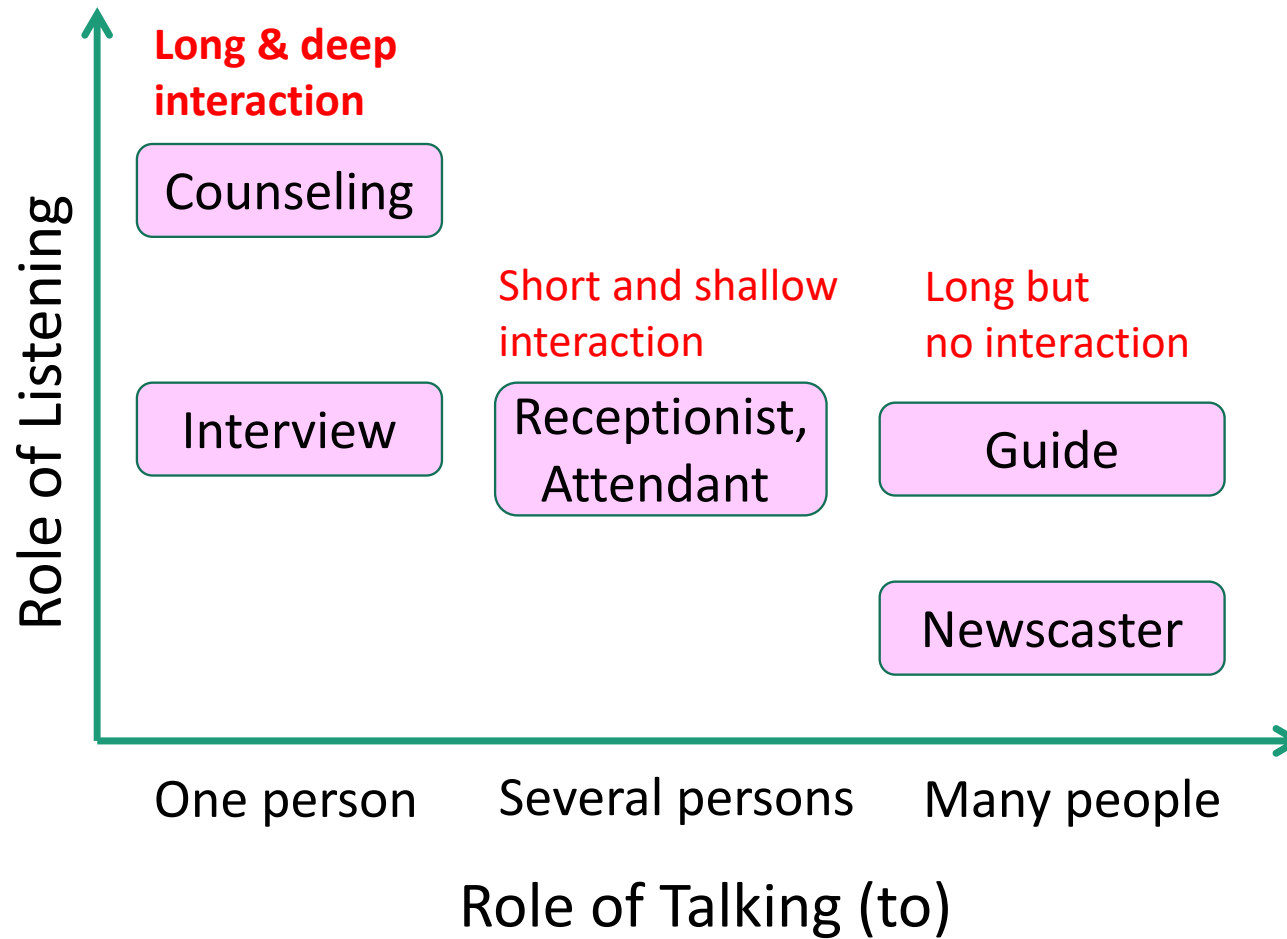 Long & deep
interaction
Counseling
Short and shallow
interaction
Long but
no interaction
Interview
Receptionist,
Attendant
Guide
Newscaster
Role of Listening
One person
Several persons
Many people
Role of Talking (to)